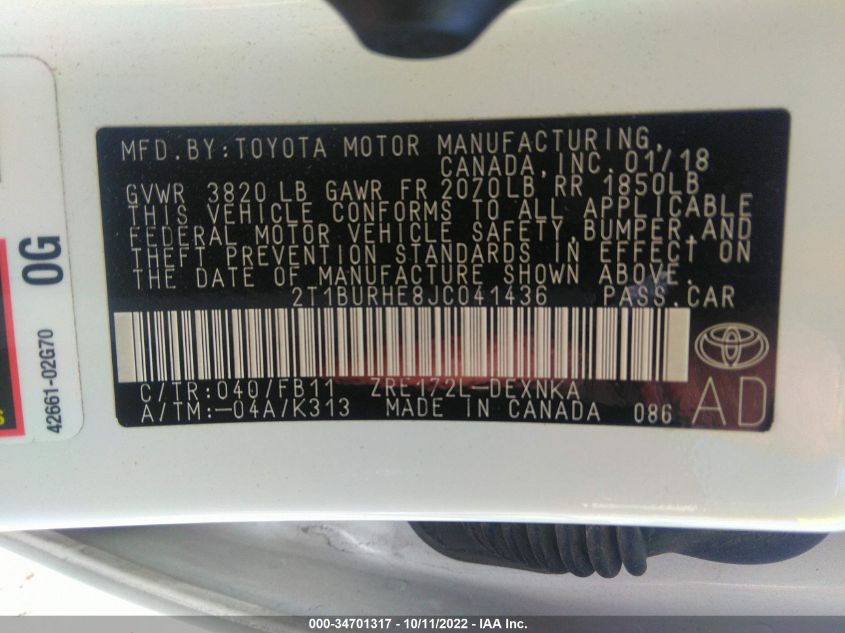 MFD.BY:TOYOTA MOTOR MANUFACTURING,
CANADA,INC. 01/18
GVWR 3820 LB GAWR FR 2070LB RR 1850LB
THIS VEHICLE CONFORMS TO ALL APPLICABLE
FEDERAL MOTOR VEHICLE SAFETY,BUMPER,AND
THEFT PREVENTION STANDARDS IN EFFECT ON
THE DATE OF MANUFACTURE SHOWN ABOVE.
2T1BURHE8JC041436 PASS.CAR
C/TR:040/FB11 ZRE172L-DEXNKA
A/TM:-04A/K313 MADE IN CANADA 086
AD
0G
42661-02G70
000-34701317 - 10/11/2022 - IAA Inc.